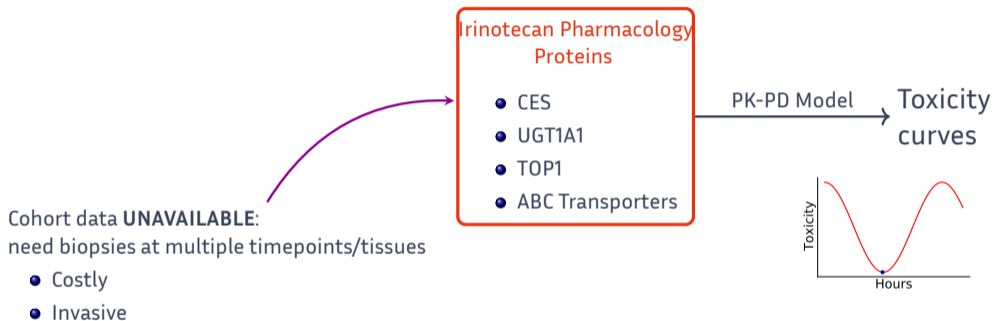 Irinotecan Pharmacology
Proteins
CES
UGT1A1
TOP1
ABC Transporters
PK-PD Model
Toxicity
curves
Cohort data UNAVAILABLE:
need biopsies at multiple timepoints/tissues
Costly
Invasive
Toxicity
Hours